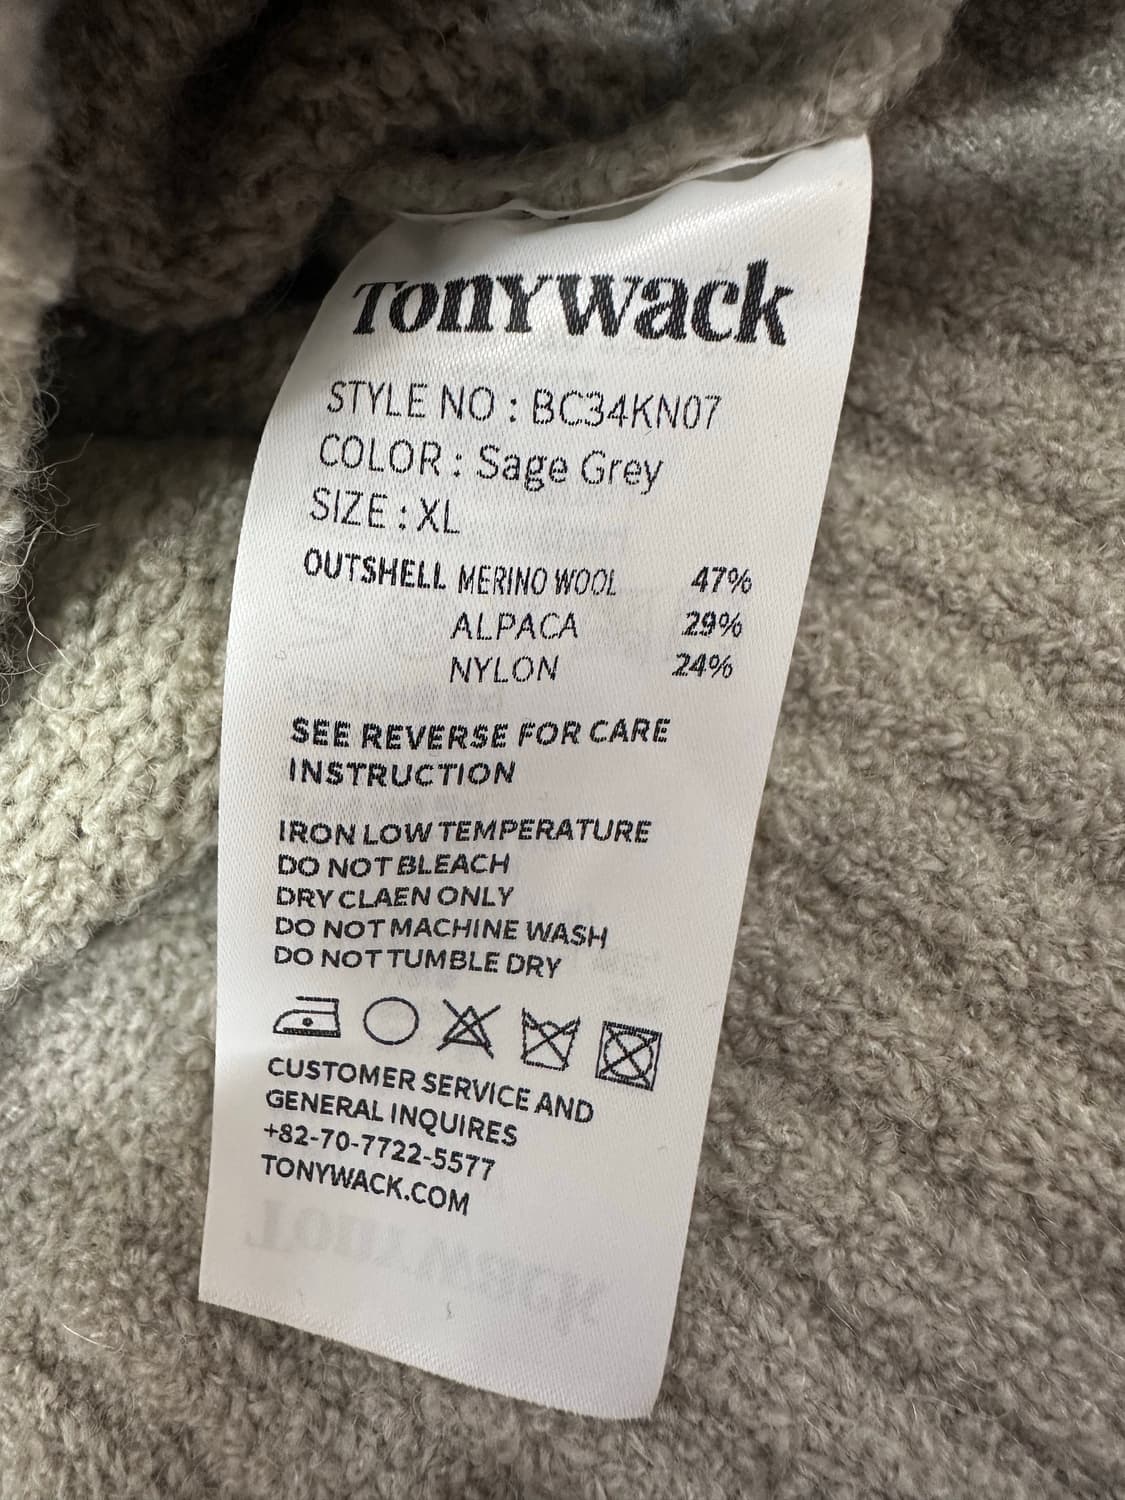 Tonywack
STYLE NO : BC34KN07
COLOR : Sage Grey
SIZE : XL
OUTSHELL MERINO WOOL 47%
ALPACA 29%
NYLON 24%
SEE REVERSE FOR CARE
INSTRUCTION
IRON LOW TEMPERATURE
DO NOT BLEACH
DRY CLAEN ONLY
DO NOT MACHINE WASH
DO NOT TUMBLE DRY
CUSTOMER SERVICE AND
GENERAL INQUIRES
+82-70-7722-5577
TONYWACK.COM